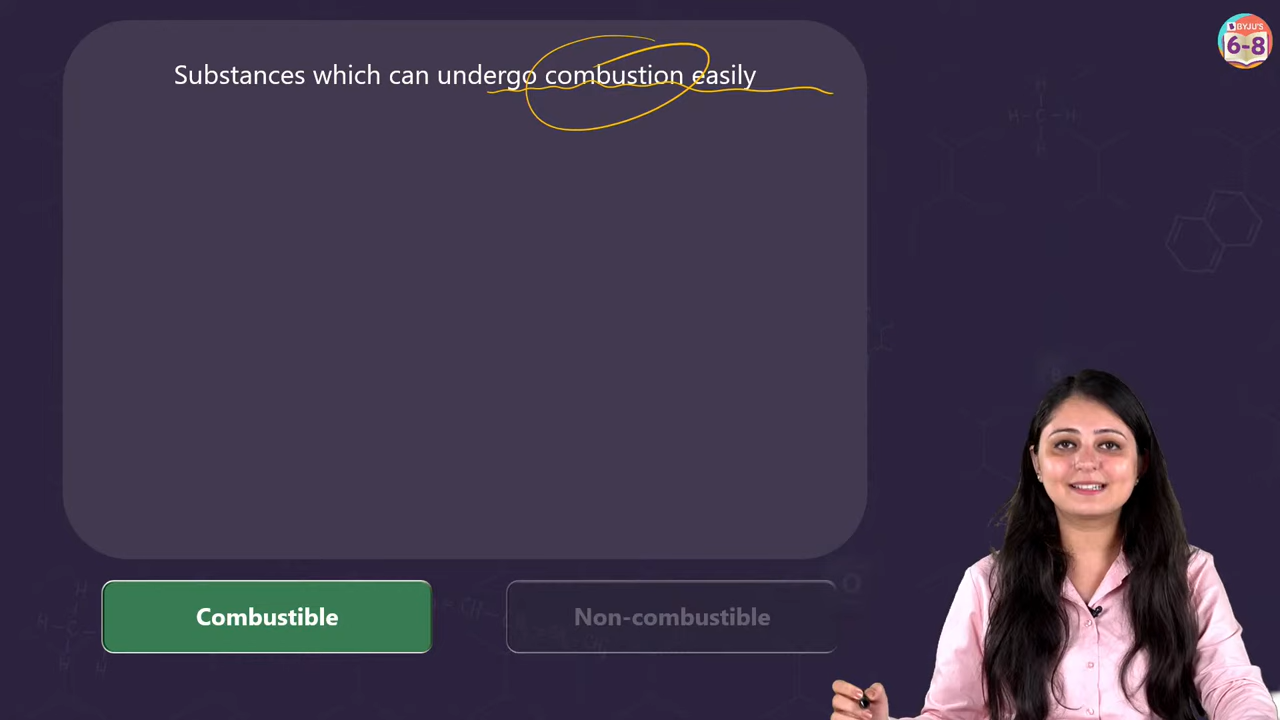 BYJU'S
6-8
Substances which can undergo combustion easily
Combustible
Non-combustible